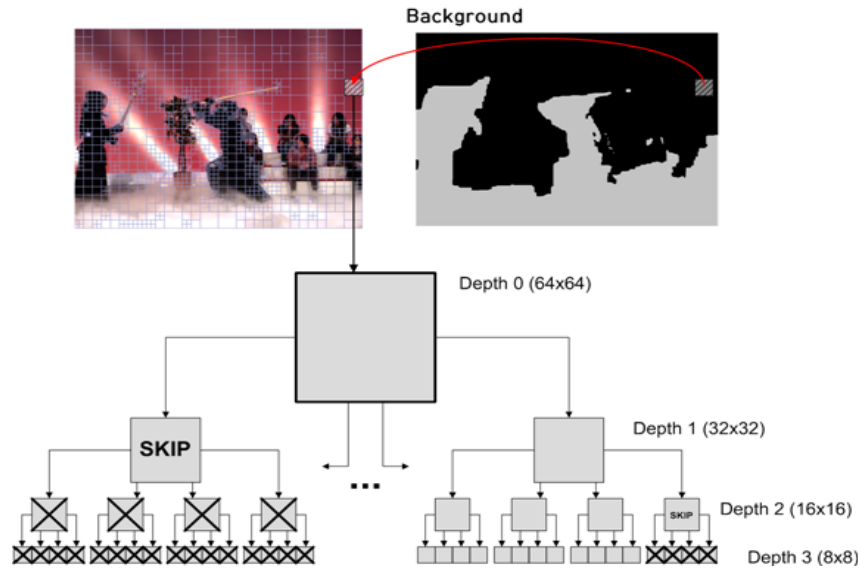 Background
Depth 0 (64x64)
SKIP
Depth 1 (32x32)
...
SKIP
Depth 2 (16x16)
Depth 3 (8x8)